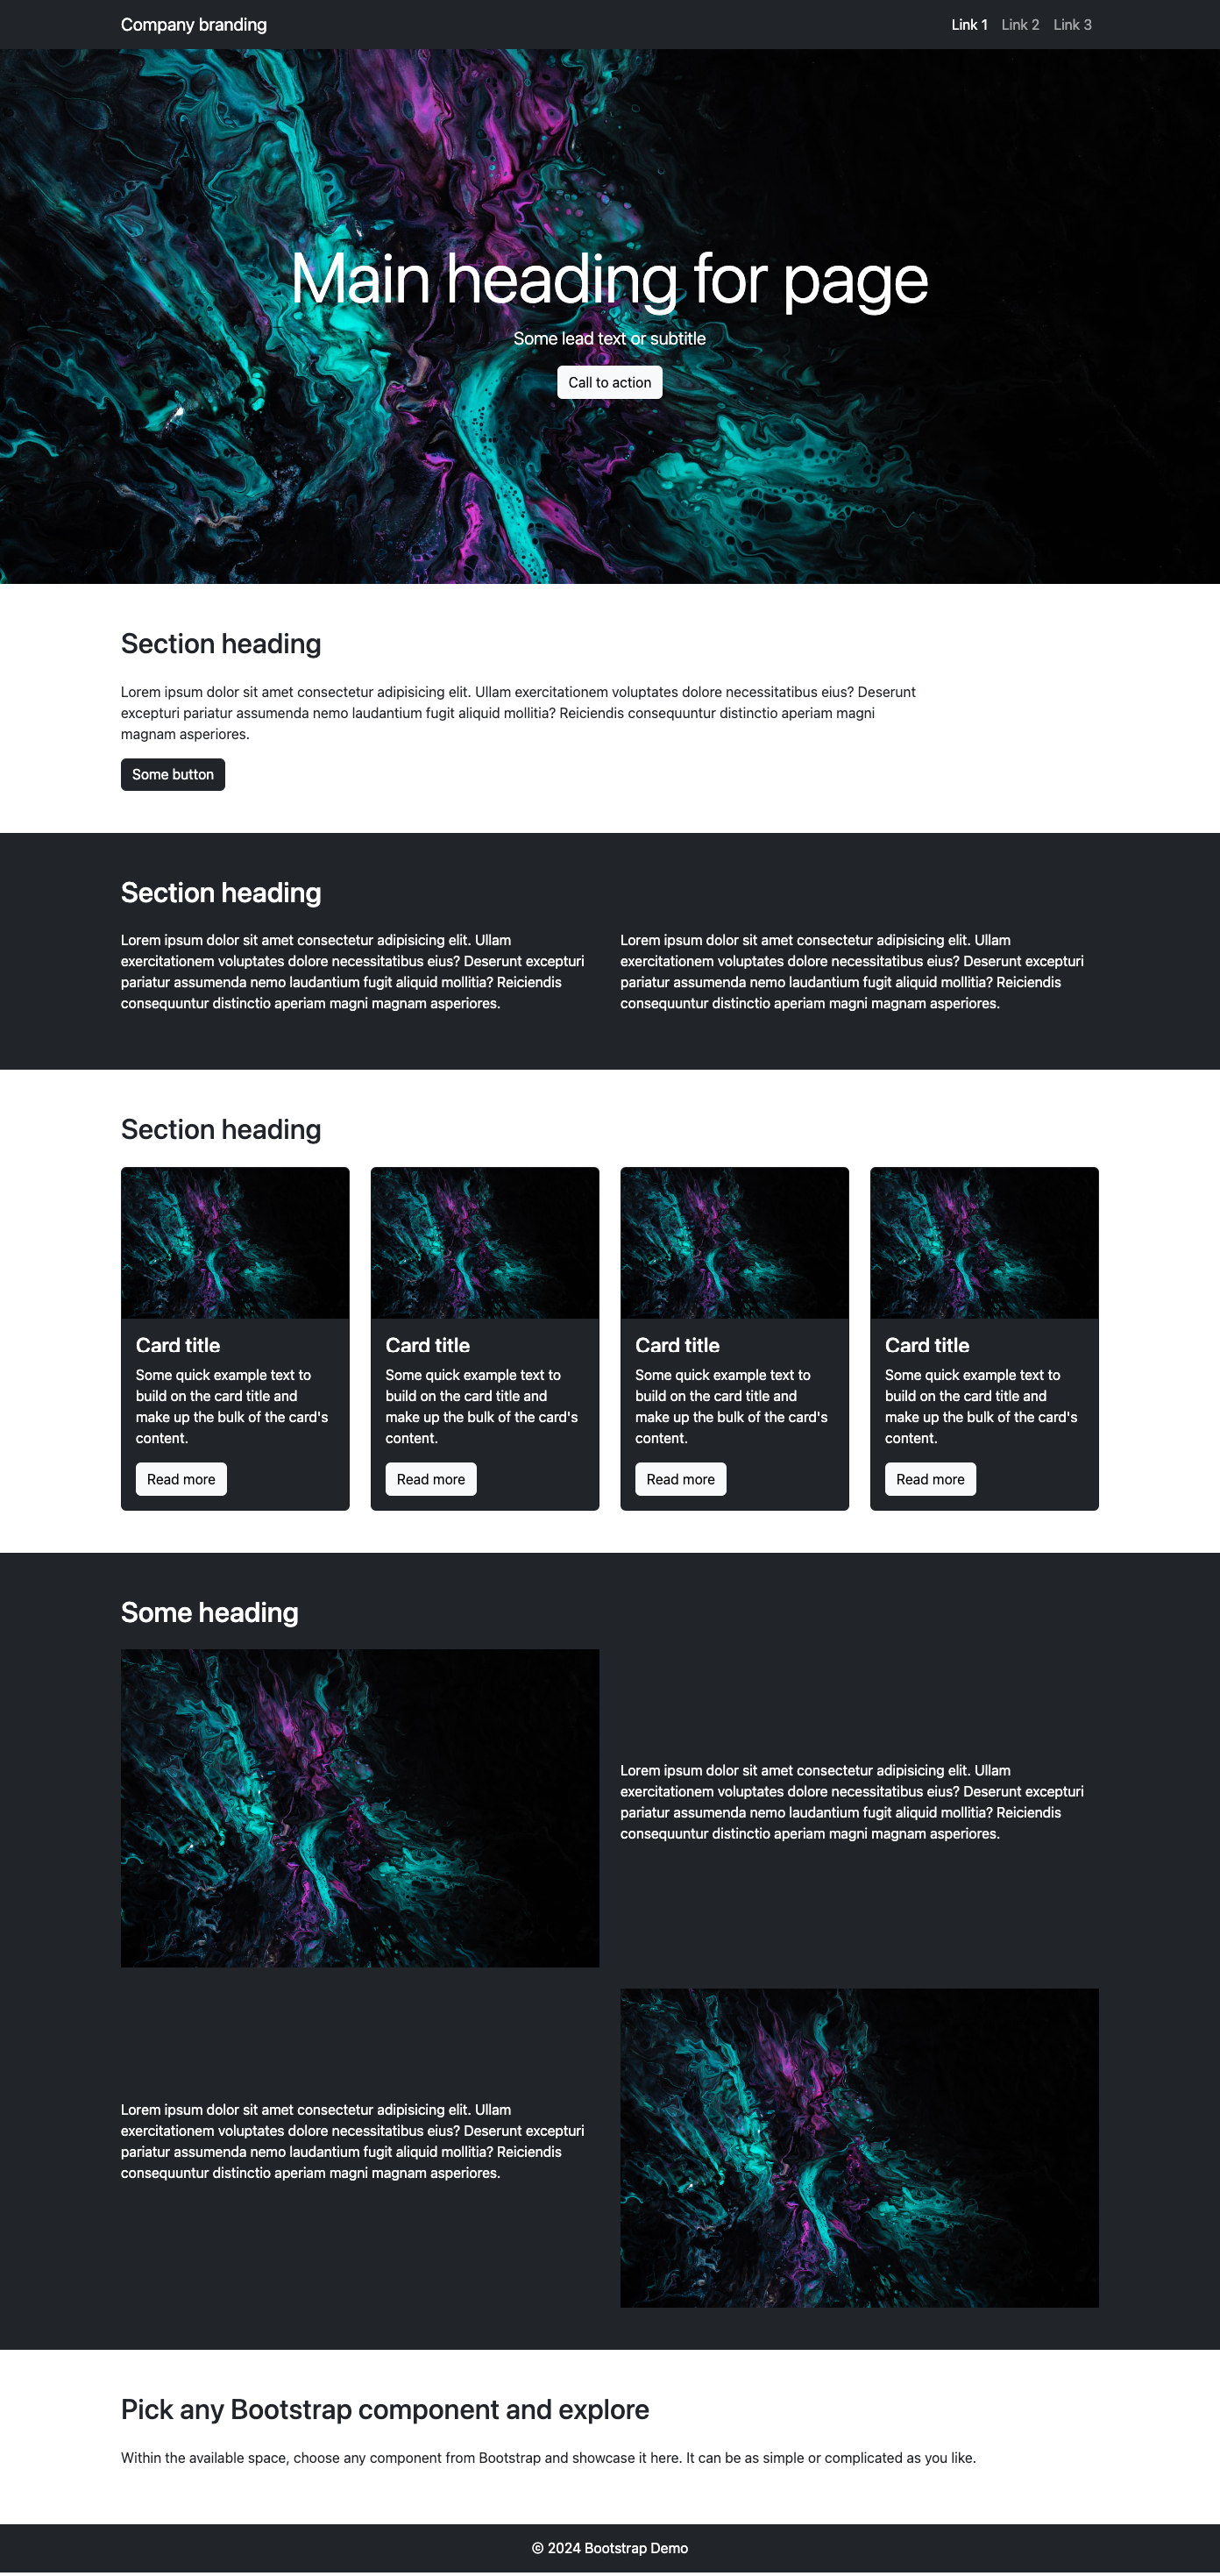 Company branding
Link 1 Link 2 Link 3
Main heading for page
Some lead text or subtitle
Call to action
Section heading
Lorem ipsum dolor sit amet consectetur adipisicing elit. Ullam exercitationem voluptates dolore necessitatibus eius? Deserunt
excepturi pariatur assumenda nemo laudantium fugit aliquid mollitia? Reiciendis consequuntur distinctio aperiam magni
magnam asperiores.
Some button
Section heading
Lorem ipsum dolor sit amet consectetur adipisicing elit. Ullam
exercitationem voluptates dolore necessitatibus eius? Deserunt excepturi
pariatur assumenda nemo laudantium fugit aliquid mollitia? Reiciendis
consequuntur distinctio aperiam magni magnam asperiores.
Lorem ipsum dolor sit amet consectetur adipisicing elit. Ullam
exercitationem voluptates dolore necessitatibus eius? Deserunt excepturi
pariatur assumenda nemo laudantium fugit aliquid mollitia? Reiciendis
consequuntur distinctio aperiam magni magnam asperiores.
Section heading
Card title
Some quick example text to
build on the card title and
make up the bulk of the card's
content.
Read more
Card title
Some quick example text to
build on the card title and
make up the bulk of the card's
content.
Read more
Card title
Some quick example text to
build on the card title and
make up the bulk of the card's
content.
Read more
Card title
Some quick example text to
build on the card title and
make up the bulk of the card's
content.
Read more
Some heading
Lorem ipsum dolor sit amet consectetur adipisicing elit. Ullam
exercitationem voluptates dolore necessitatibus eius? Deserunt excepturi
pariatur assumenda nemo laudantium fugit aliquid mollitia? Reiciendis
consequuntur distinctio aperiam magni magnam asperiores.
Lorem ipsum dolor sit amet consectetur adipisicing elit. Ullam
exercitationem voluptates dolore necessitatibus eius? Deserunt excepturi
pariatur assumenda nemo laudantium fugit aliquid mollitia? Reiciendis
consequuntur distinctio aperiam magni magnam asperiores.
Pick any Bootstrap component and explore
Within the available space, choose any component from Bootstrap and showcase it here. It can be as simple or complicated as you like.
© 2024 Bootstrap Demo